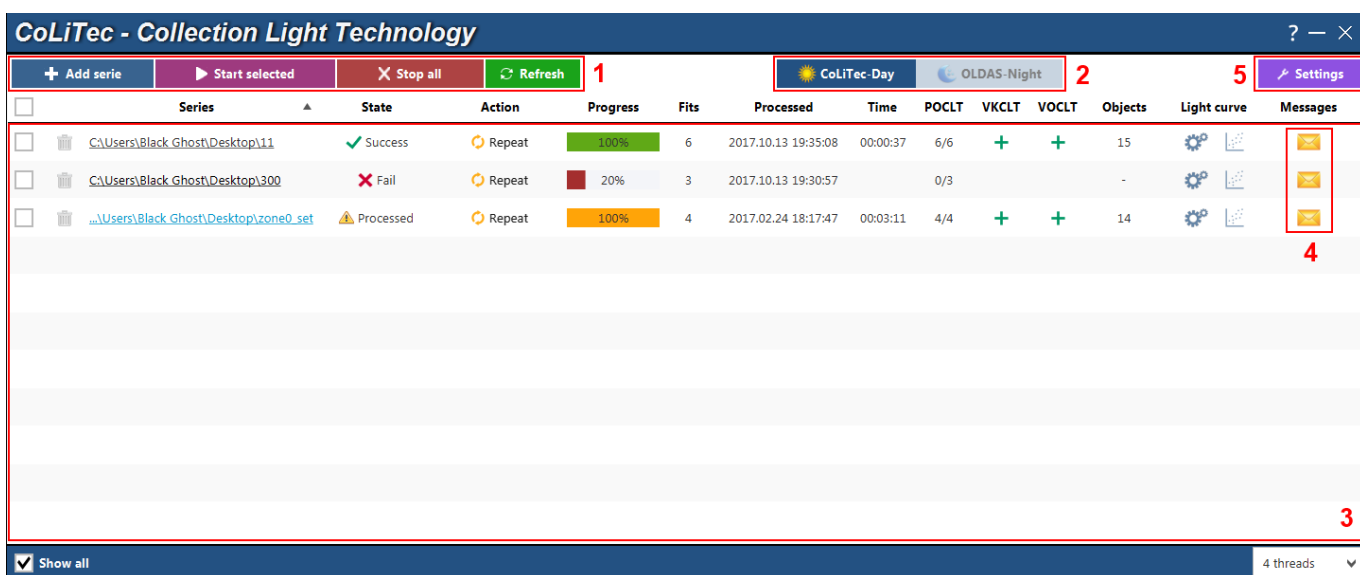 CoLiTec - Collection Light Technology ? — ×
Add serie Start selected Stop all Refresh 1 CoLiTec-Day OLDAS-Night 2 5 Settings
Series State Action Progress Fits Processed Time POCLT VKCLT VOCLT Objects Light curve Messages
C:\Users\Black Ghost\Desktop\11 Success Repeat 100% 6 2017.10.13 19:35:08 00:00:37 6/6 + + 15
C:\Users\Black Ghost\Desktop\300 Fail Repeat 20% 3 2017.10.13 19:30:57 0/3 -
...\Users\Black Ghost\Desktop\zone0_set Processed Repeat 100% 4 2017.02.24 18:17:47 00:03:11 4/4 + + 14
4
3
Show all 4 threads